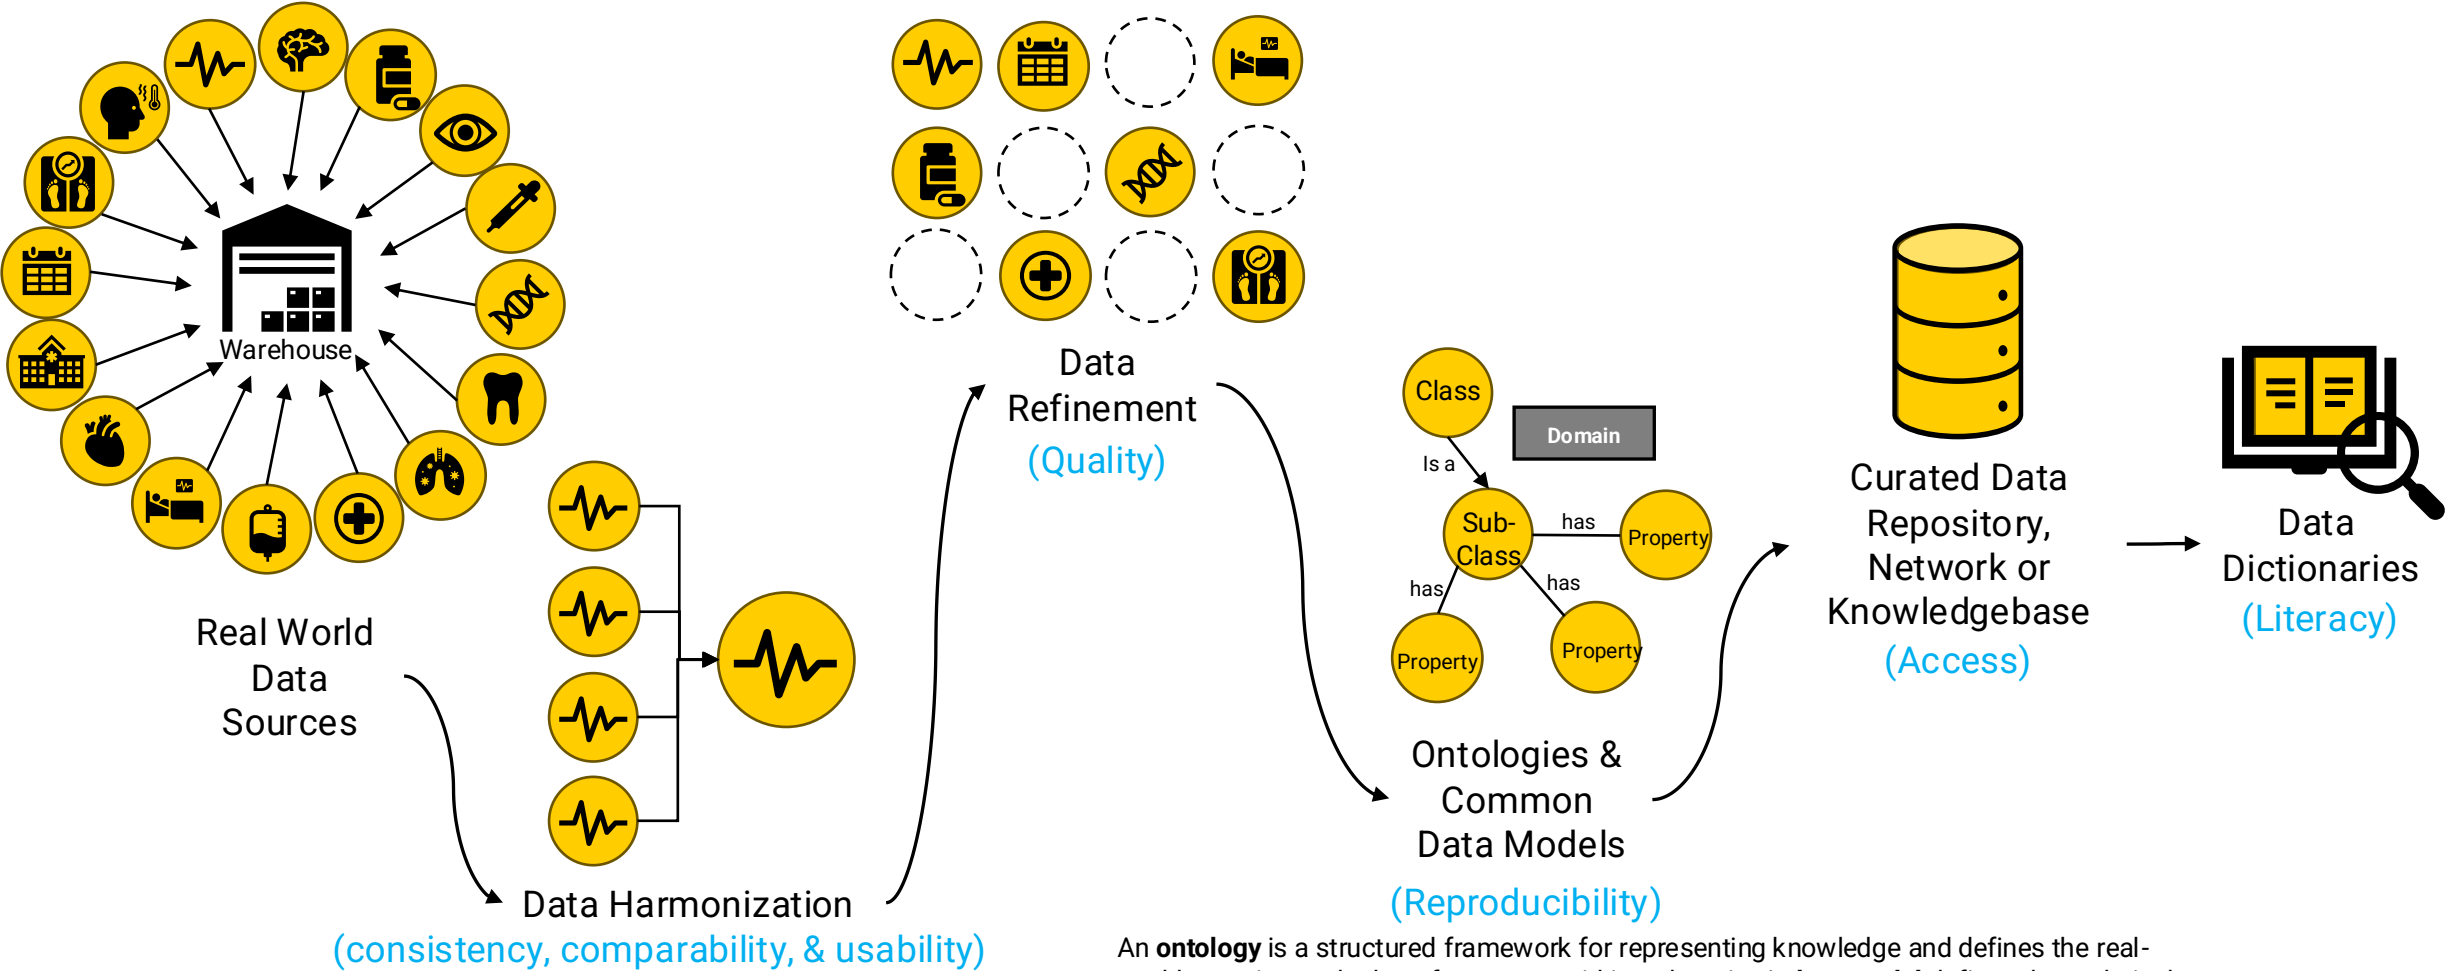 Warehouse
Real World
Data
Sources
Data Harmonization
(consistency, comparability, & usability)
Data
Refinement
(Quality)
Class
Domain
Is a
Sub-
Class
has
Property
has
has
Property
Property
Ontologies &
Common
Data Models
(Reproducibility)
An ontology is a structured framework for representing knowledge and defines the real-
Curated Data
Repository,
Network or
Knowledgebase
(Access)
Data
Dictionaries
(Literacy)